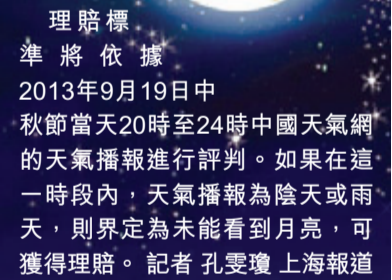 理賠標
準將依據
2013年9月19日中
秋節當天20時至24時中國天氣網
的天氣播報進行評判。如果在這
一時段內，天氣播報為陰天或雨
天，則界定為未能看到月亮，可
獲得理賠。 記者 孔雯瓊 上海報道